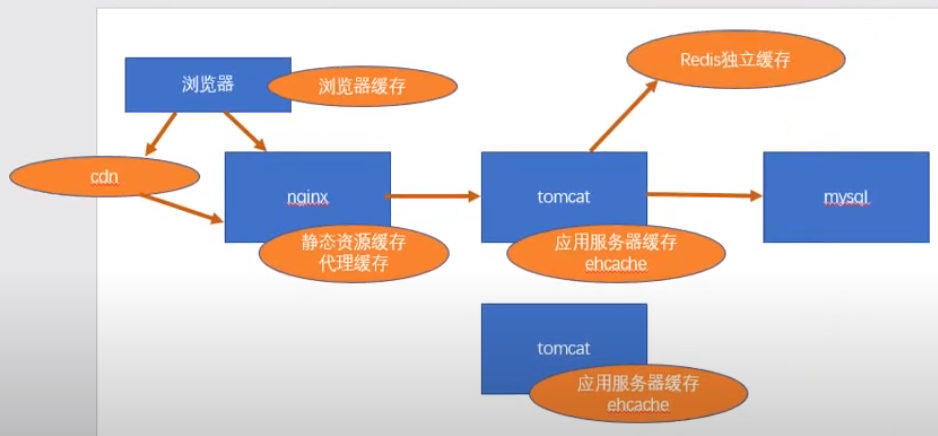 Redis独立缓存
浏览器
浏览器缓存
cdn
nginx
tomcat
mysql
静态资源缓存
代理缓存
应用服务器缓存
ehcache
tomcat
应用服务器缓存
ehcache